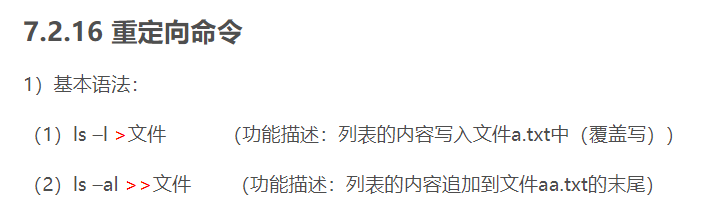 7.2.16 重定向命令
1）基本语法：
（1）ls –l >文件 （功能描述：列表的内容写入文件a.txt中（覆盖写））
（2）ls –al >>文件 （功能描述：列表的内容追加到文件aa.txt的末尾）